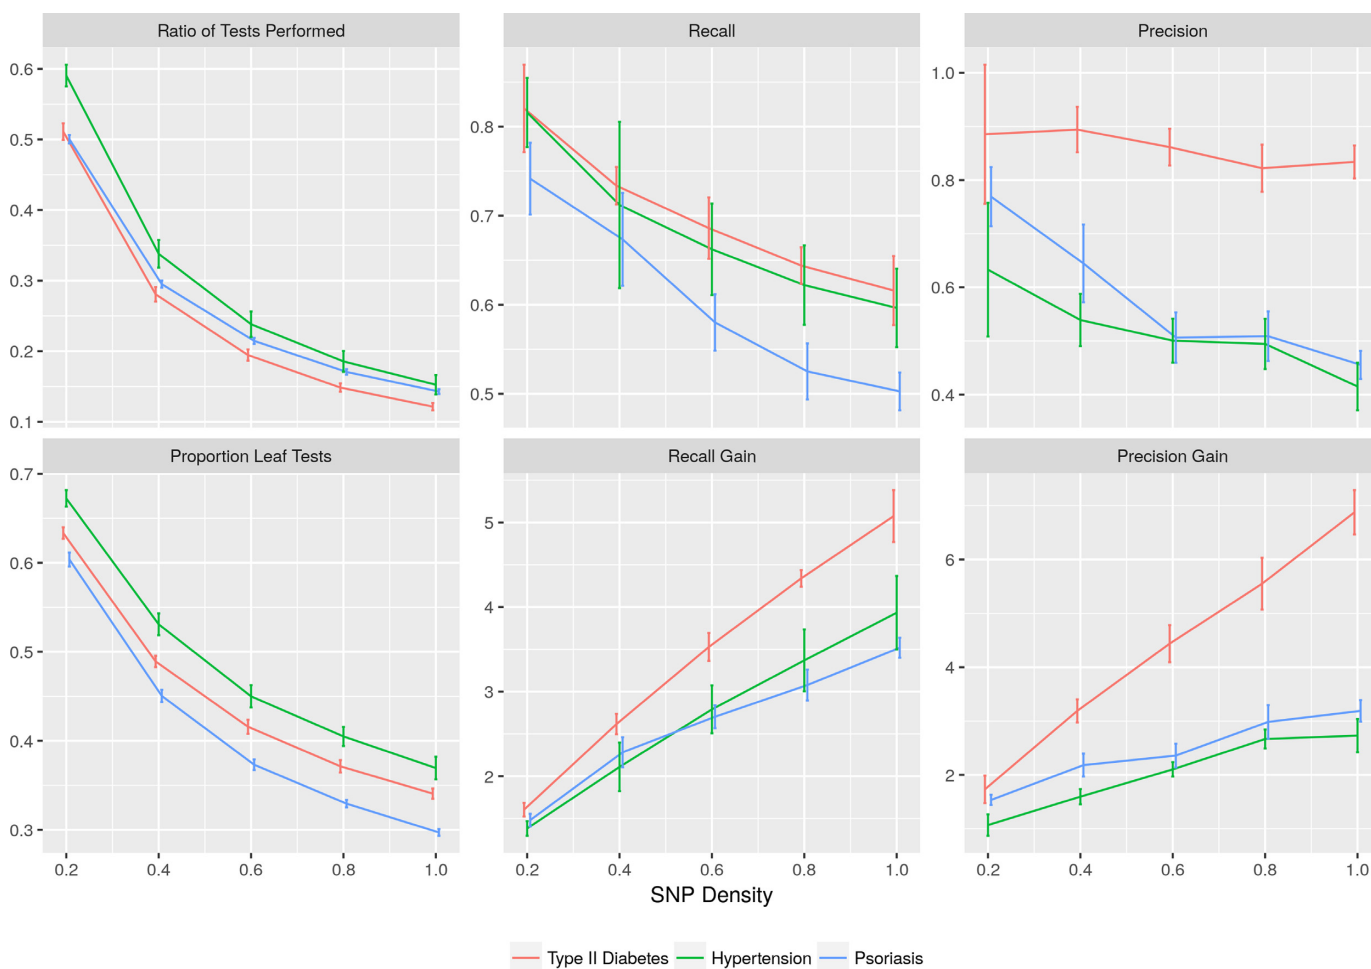 Ratio of Tests Performed
Recall
Precision
0.6
0.5
0.4
0.3
0.2
0.1
0.8
0.7
0.6
0.5
1.0
0.8
0.6
0.4
Proportion Leaf Tests
Recall Gain
Precision Gain
0.7
0.6
0.5
0.4
0.3
5
4
3
2
6
4
2
0.2 0.4 0.6 0.8 1.0
0.2 0.4 0.6 0.8 1.0
0.2 0.4 0.6 0.8 1.0
SNP Density
Type II Diabetes Hypertension Psoriasis